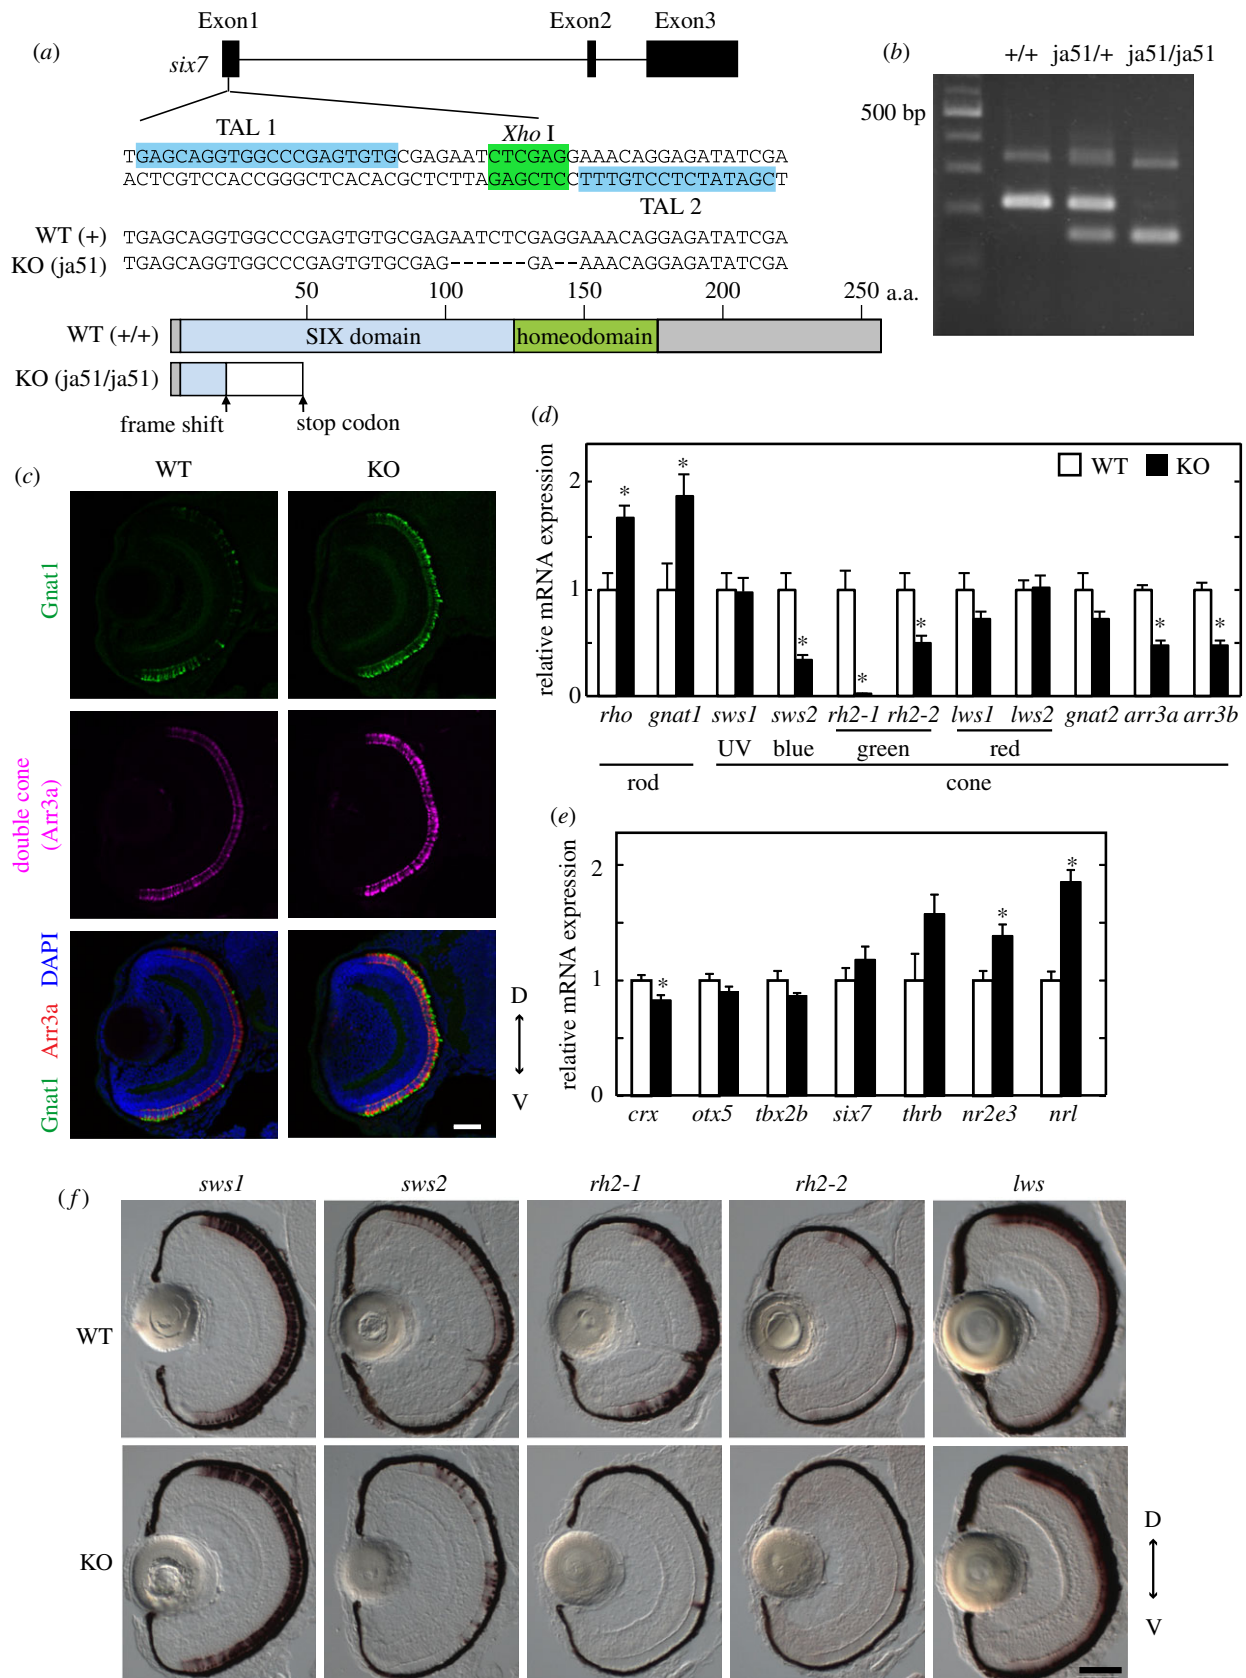 (a)
Exon1 Exon2 Exon3
six7
TAL 1
Xho I
TGAGCAGGTGGCCCGAGTGTGCGAGAATCTCGAGGAAACAGGAGATATCGA
ACTCGTCCACCGGGCTCACACGCTCTTAGAGCTCCTTTGTCCTCTATAGCT
TAL 2
WT (+) TGAGCAGGTGGCCCGAGTGTGCGAGAATCTCGAGGAAACAGGAGATATCGA
KO (ja51) TGAGCAGGTGGCCCGAGTGTGCGAG------GA--AAACAGGAGATATCGA
50 100 150 200 250 a.a.
WT (+/+) SIX domain homeodomain
KO (ja51/ja51)
frame shift stop codon
(b)
+/+ ja51/+ ja51/ja51
500 bp
(c)
WT KO
Gnat1
double cone
(Arr3a)
Gnat1 Arr3a DAPI
D
V
(d)
relative mRNA expression
2
1
0
WT KO
* * * * * * *
rho gnat1 sws1 sws2 rh2-1 rh2-2 lws1 lws2 gnat2 arr3a arr3b
UV blue green red
rod cone
(e)
relative mRNA expression
2
1
0
* * *
crx otx5 tbx2b six7 thrb nr2e3 nrl
(f)
sws1 sws2 rh2-1 rh2-2 lws
WT
KO
D
V